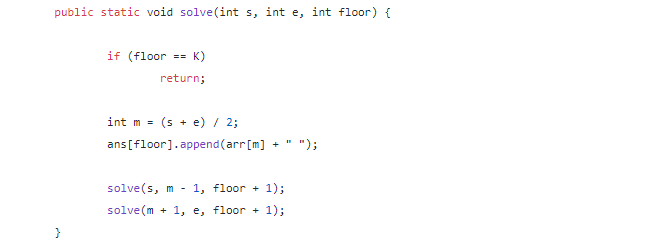 public static void solve(int s, int e, int floor) {
if (floor == K)
return;
int m = (s + e) / 2;
ans[floor].append(arr[m] + " ");
solve(s, m - 1, floor + 1);
solve(m + 1, e, floor + 1);
}